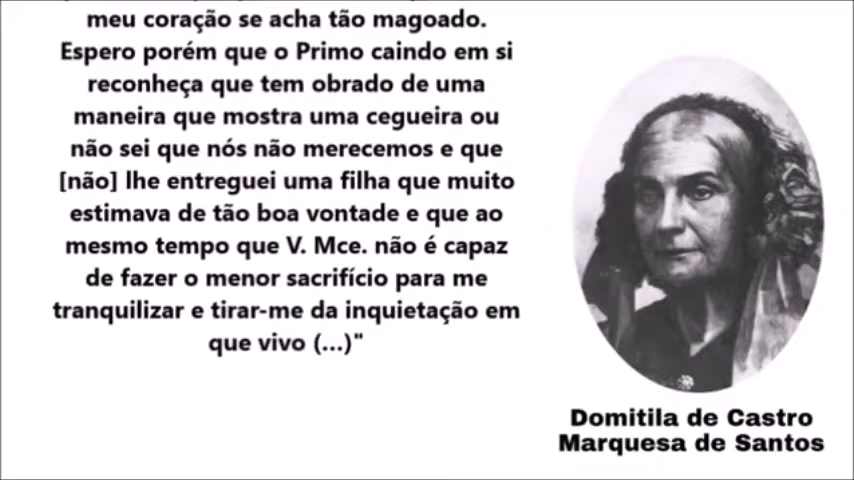 meu coração se acha tão magoado.
Espero porém que o Primo caindo em si
reconheça que tem obrado de uma
maneira que mostra uma cegueira ou
não sei que nós não merecemos e que
[não] lhe entreguei uma filha que muito
estimava de tão boa vontade e que ao
mesmo tempo que V. Mce. não é capaz
de fazer o menor sacrifício para me
tranquilizar e tirar-me da inquietação em
que vivo (...)"
Domitila de Castro
Marquesa de Santos